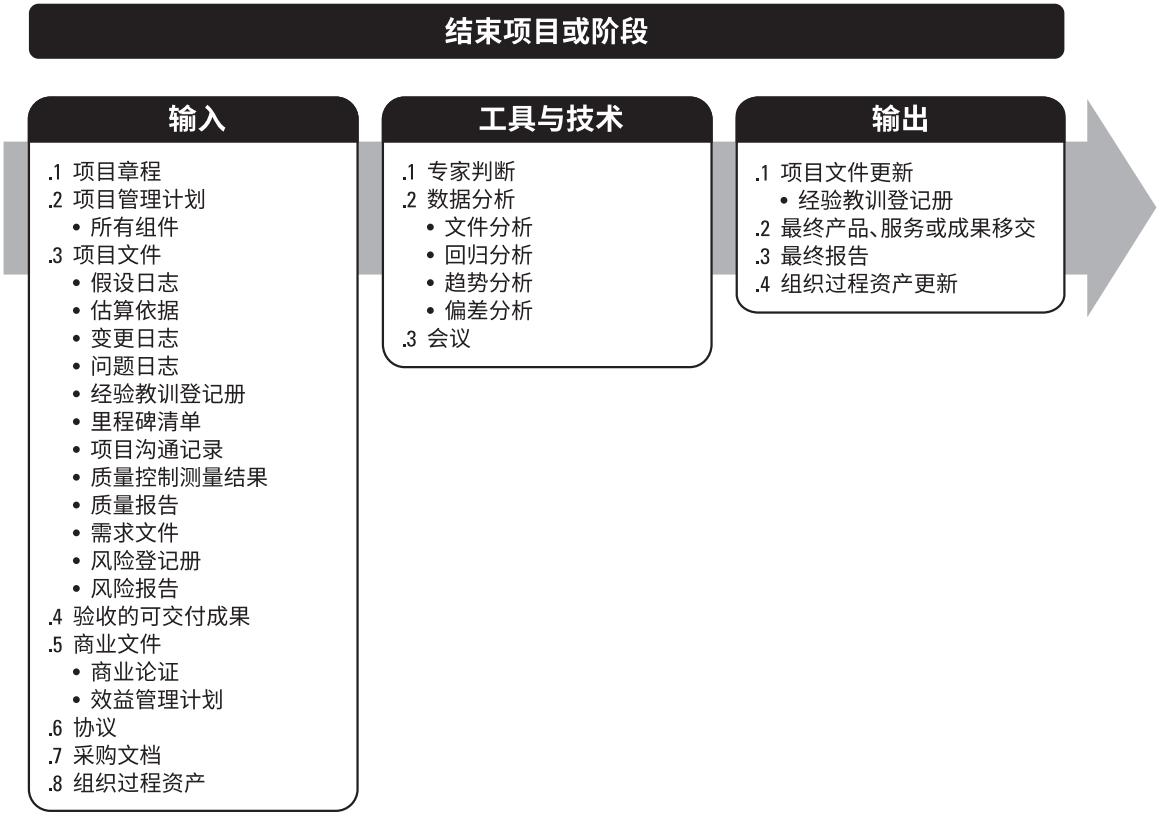 结束项目或阶段
输入
.1 项目章程
.2 项目管理计划
• 所有组件
.3 项目文件
• 假设日志
• 估算依据
• 变更日志
• 问题日志
• 经验教训登记册
• 里程碑清单
• 项目沟通记录
• 质量控制测量结果
• 质量报告
• 需求文件
• 风险登记册
• 风险报告
.4 验收的可交付成果
.5 商业文件
• 商业论证
• 效益管理计划
.6 协议
.7 采购文档
.8 组织过程资产
工具与技术
.1 专家判断
.2 数据分析
• 文件分析
• 回归分析
• 趋势分析
• 偏差分析
.3 会议
输出
.1 项目文件更新
• 经验教训登记册
.2 最终产品、服务或成果移交
.3 最终报告
.4 组织过程资产更新